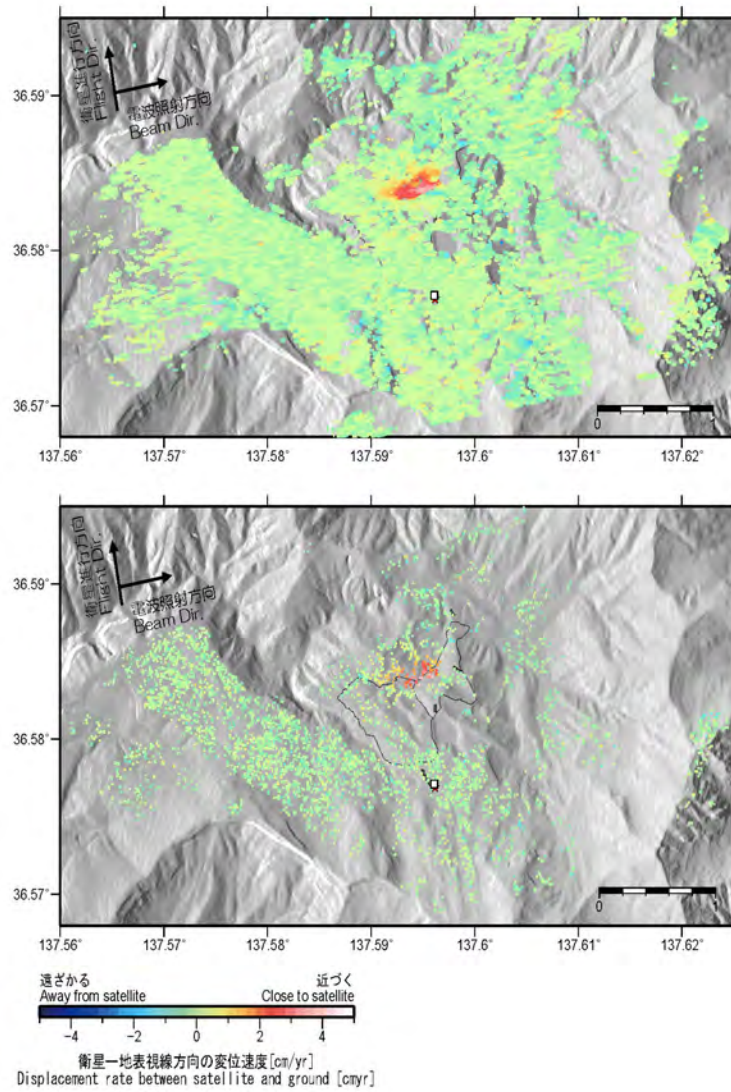 衛星進行方向
Flight Dir.
電波照射方向
Beam Dir.
36.59°
36.58°
36.57°
0 1
137.56° 137.57° 137.58° 137.59° 137.6° 137.61° 137.62°
衛星進行方向
Flight Dir.
電波照射方向
Beam Dir.
36.59°
36.58°
36.57°
0 1
137.56° 137.57° 137.58° 137.59° 137.6° 137.61° 137.62°
遠ざかる 近づく
Away from satellite Close to satellite
-4 -2 0 2 4
衛星－地表視線方向の変位速度[cm/yr]
Displacement rate between satellite and ground [cmyr]